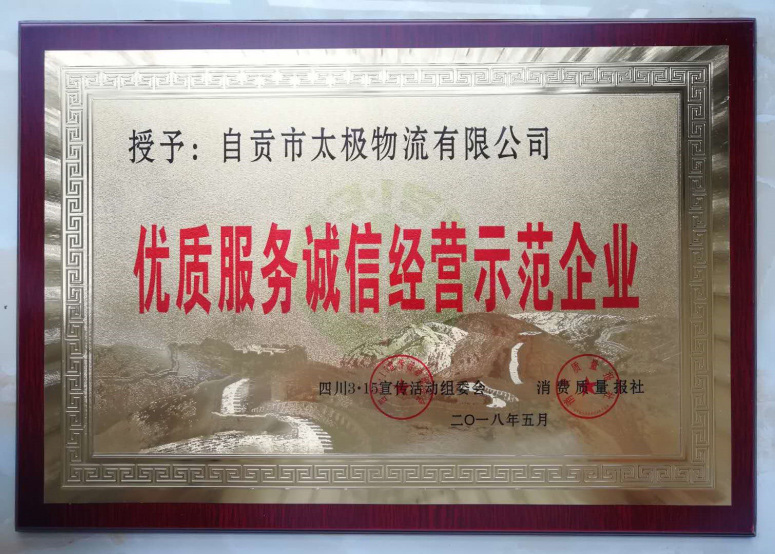 授予：自贡市太极物流有限公司
优质服务诚信经营示范企业
四川3·15宣传活动组委会 消费质量报社
二〇一八年五月